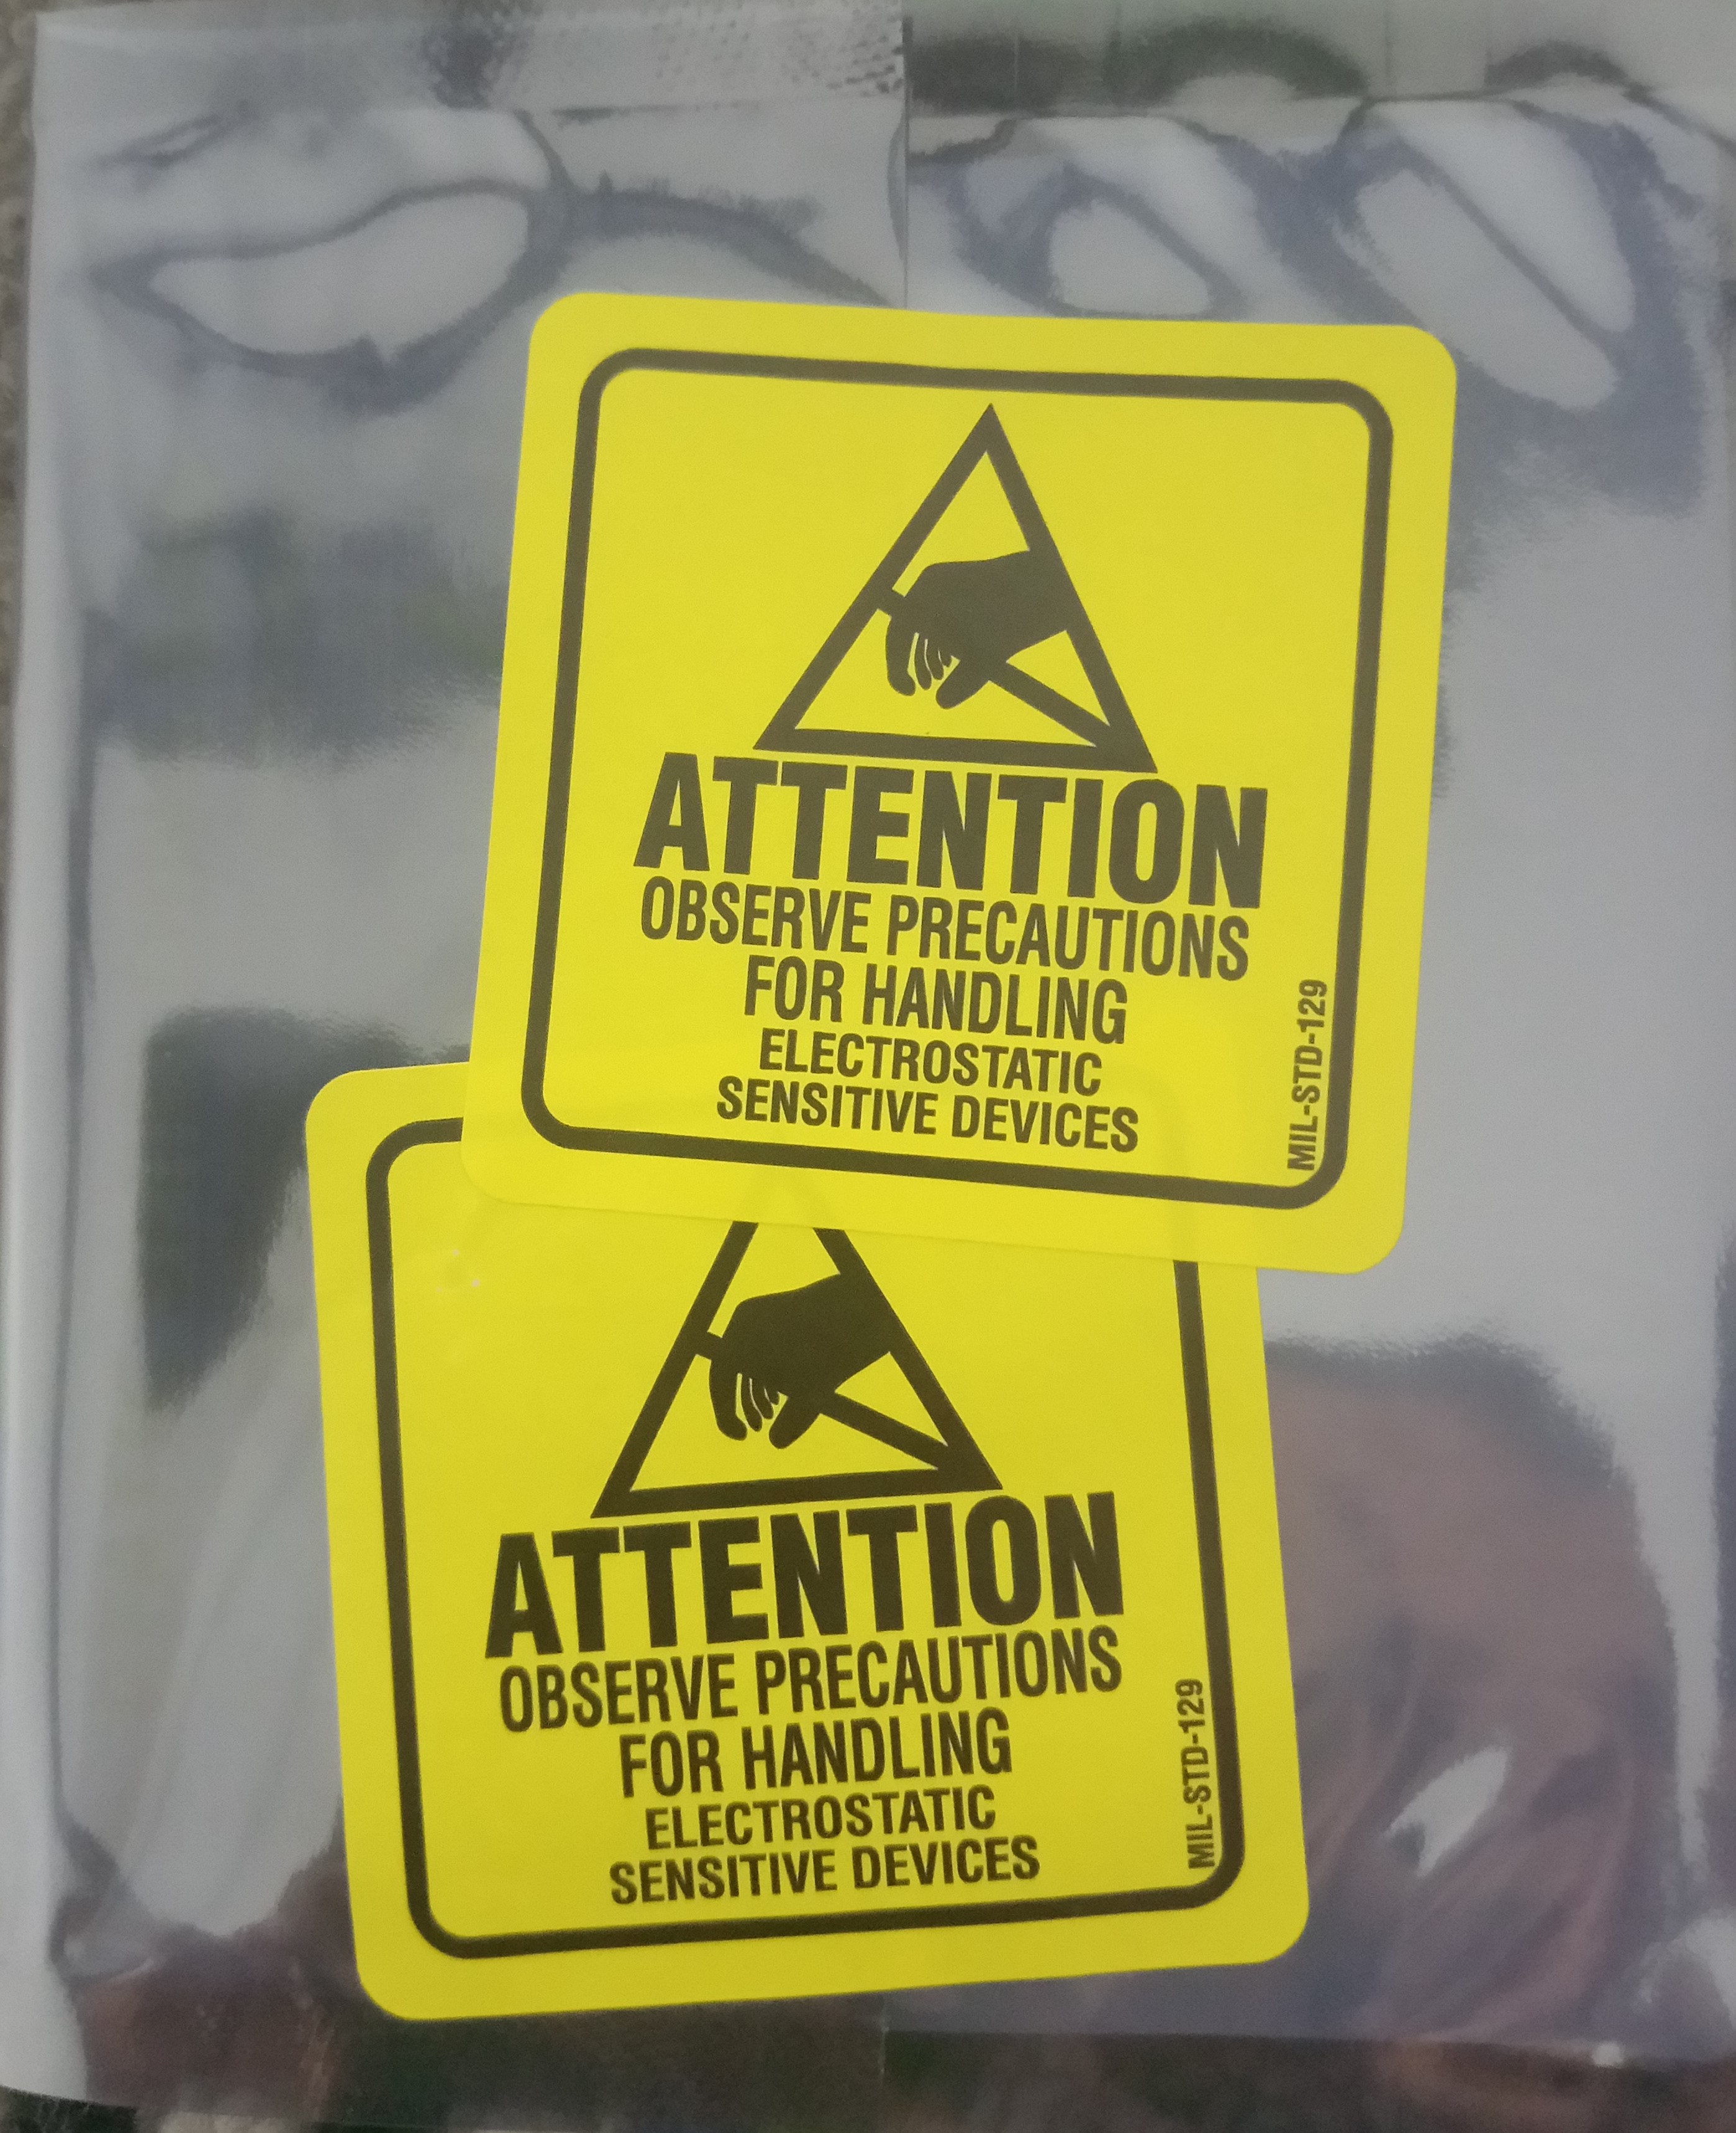 ATTENTION
OBSERVE PRECAUTIONS
FOR HANDLING
ELECTROSTATIC
SENSITIVE DEVICES
MIL-STD-129
ATTENTION
OBSERVE PRECAUTIONS
FOR HANDLING
ELECTROSTATIC
SENSITIVE DEVICES
MIL-STD-129